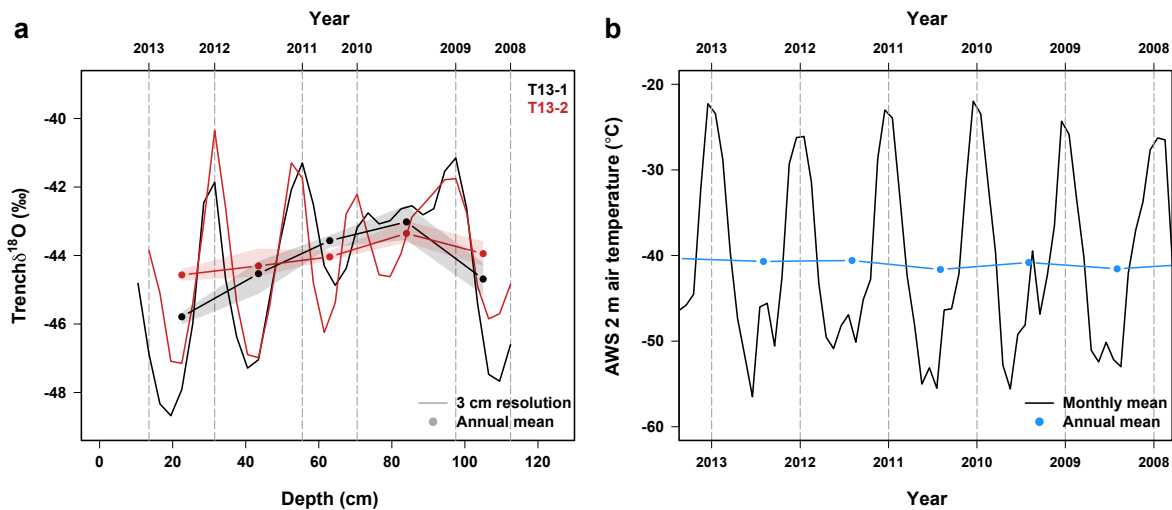 a
Year
2013 2012 2011 2010 2009 2008
T13-1
T13-2
-40
-42
-44
-46
-48
Trenchδ¹⁸O (‰)
3 cm resolution
Annual mean
0 20 40 60 80 100 120
Depth (cm)
b
Year
2013 2012 2011 2010 2009 2008
-20
-30
-40
-50
-60
AWS 2 m air temperature (°C)
Monthly mean
Annual mean
2013 2012 2011 2010 2009 2008
Year